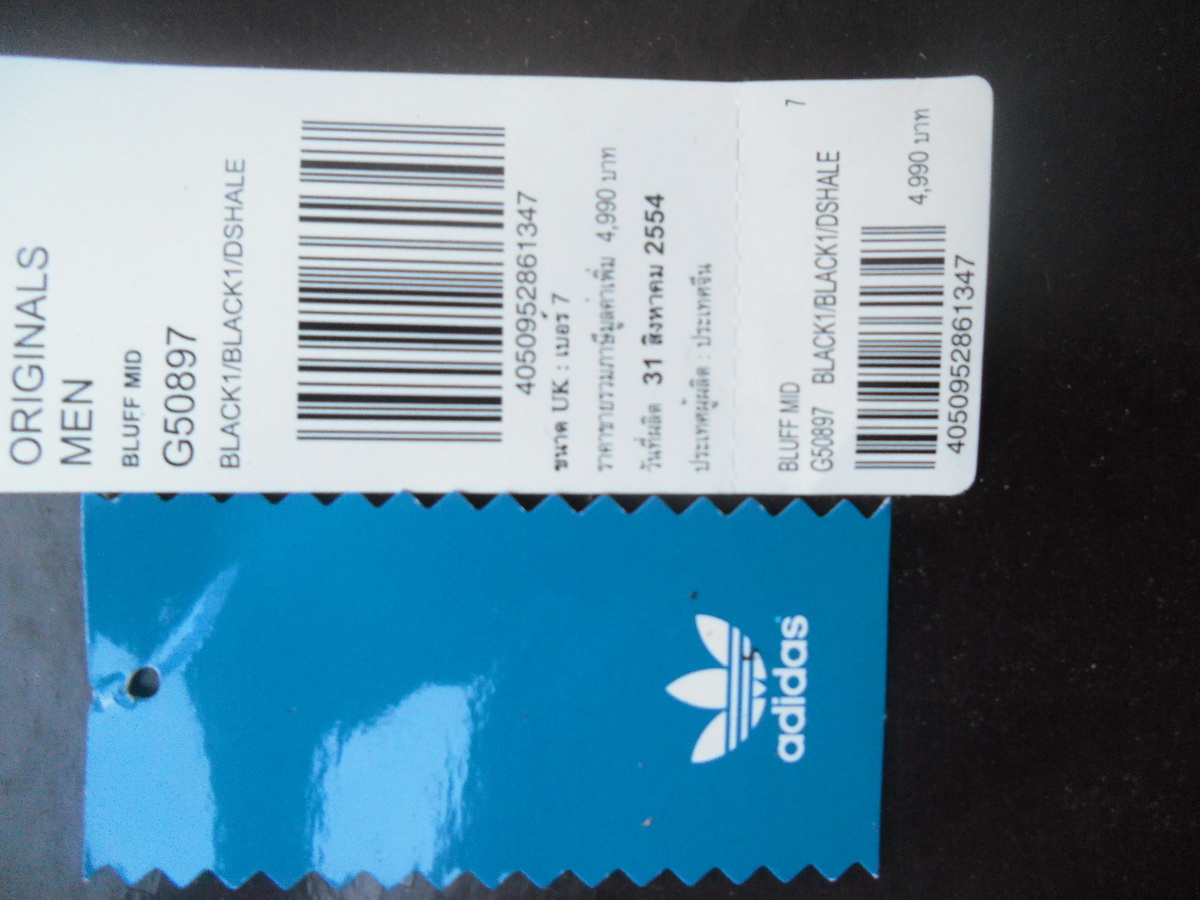 ORIGINALS
MEN
BLUFF MID
G50897
BLACK1/BLACK1/DSHALE
4050952861347
ขนาด UK : เบอร์ 7
ราคาขายรวมภาษีมูลค่าเพิ่ม 4,990 บาท
วันที่ผลิต 31 สิงหาคม 2554
ประเทศผู้ผลิต : ประเทศจีน
BLUFF MID 7
G50897 BLACK1/BLACK1/DSHALE
4,990 บาท
4050952861347
adidas